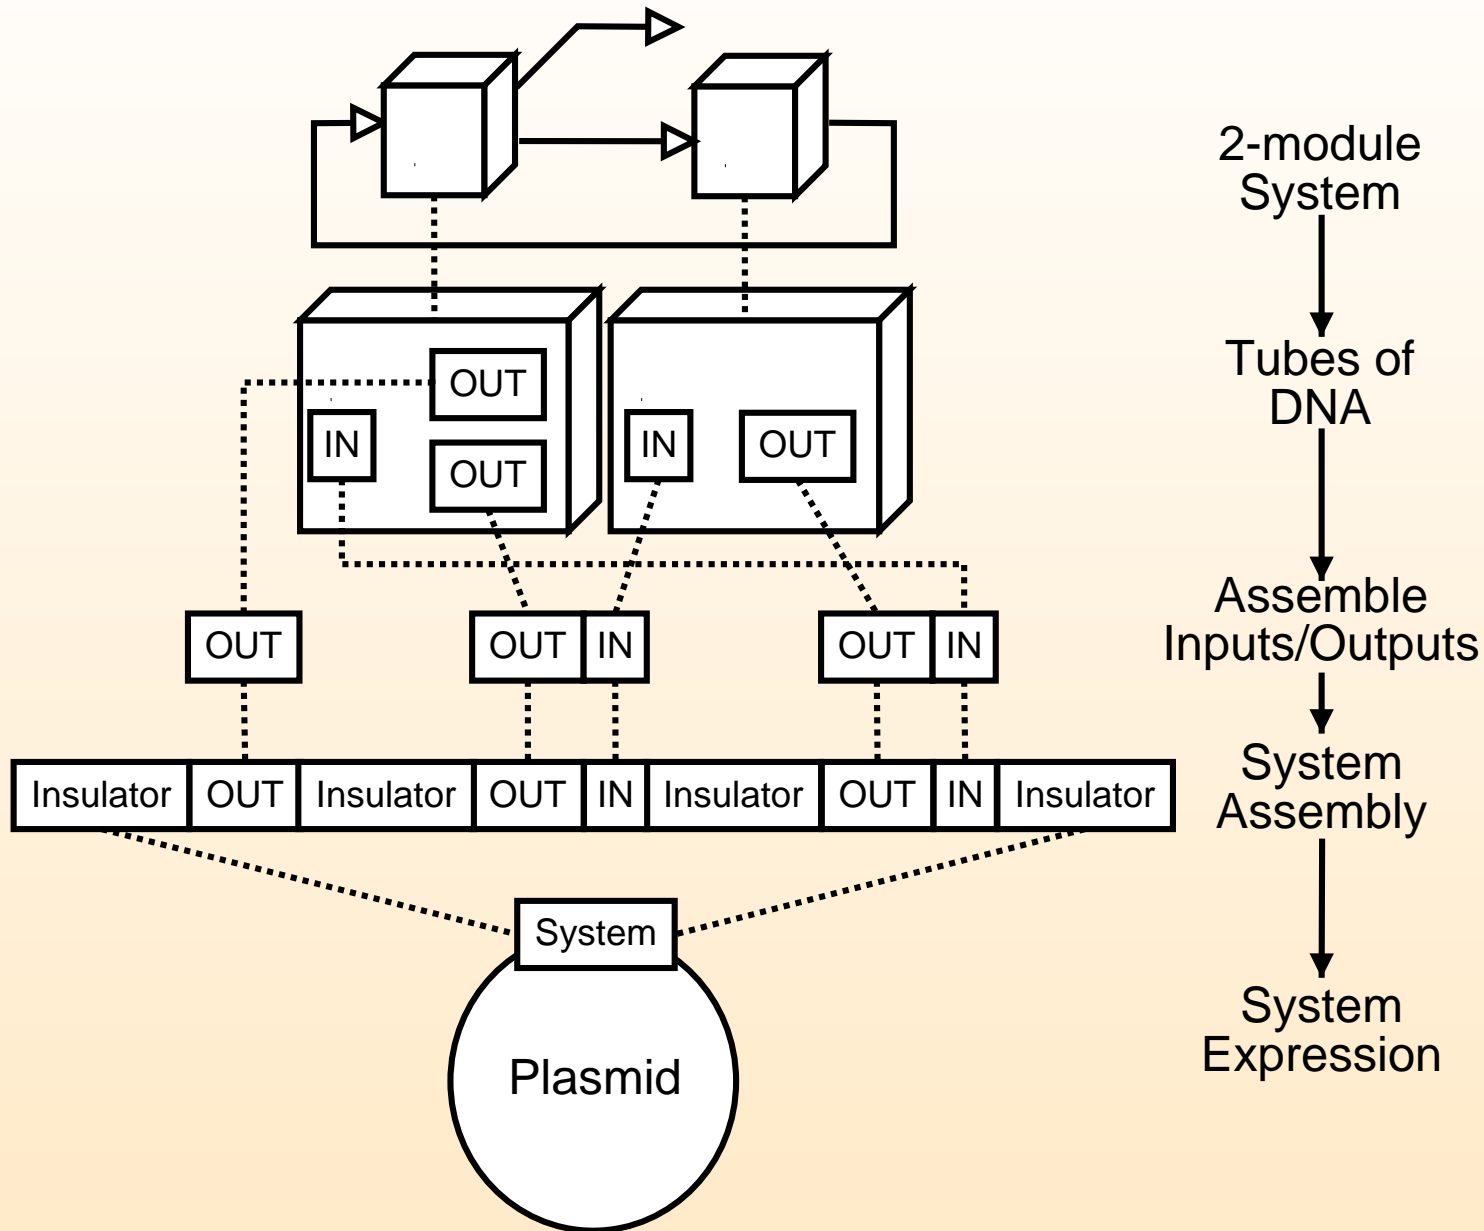 2-module
System
Tubes of
DNA
OUT
IN
OUT
IN
OUT
Assemble
Inputs/Outputs
OUT
OUT IN
OUT IN
System
Assembly
Insulator OUT Insulator OUT IN Insulator OUT IN Insulator
System
System
Expression
Plasmid